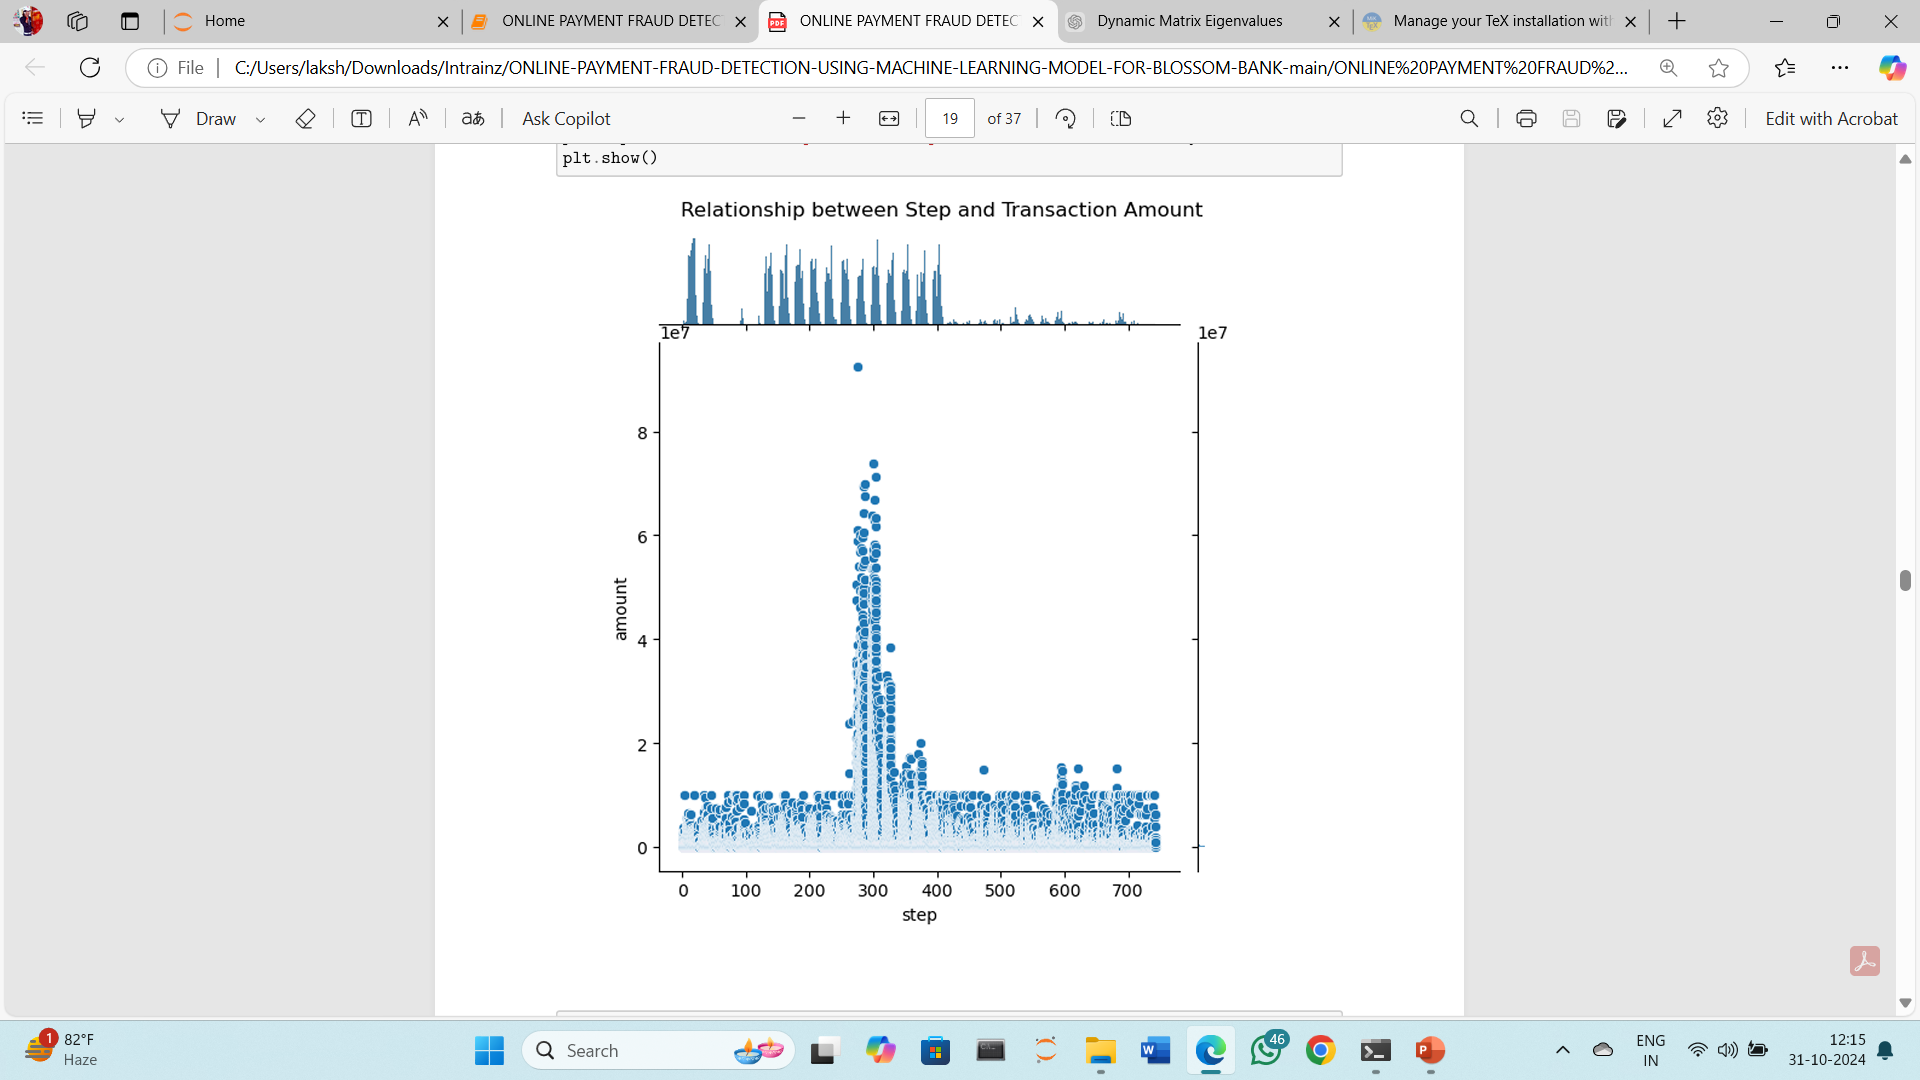 Home
ONLINE PAYMENT FRAUD DETEC
ONLINE PAYMENT FRAUD DETEC
Dynamic Matrix Eigenvalues
Manage your TeX installation with
File
C:/Users/laksh/Downloads/Intrainz/ONLINE-PAYMENT-FRAUD-DETECTION-USING-MACHINE-LEARNING-MODEL-FOR-BLOSSOM-BANK-main/ONLINE%20PAYMENT%20FRAUD%2...
Draw
Ask Copilot
19 of 37
Edit with Acrobat
plt.show()
Relationship between Step and Transaction Amount
1e7
1e7
8
6
4
2
0
amount
0 100 200 300 400 500 600 700
step
1
82°F
Haze
Search
46
ENG
IN
12:15
31-10-2024